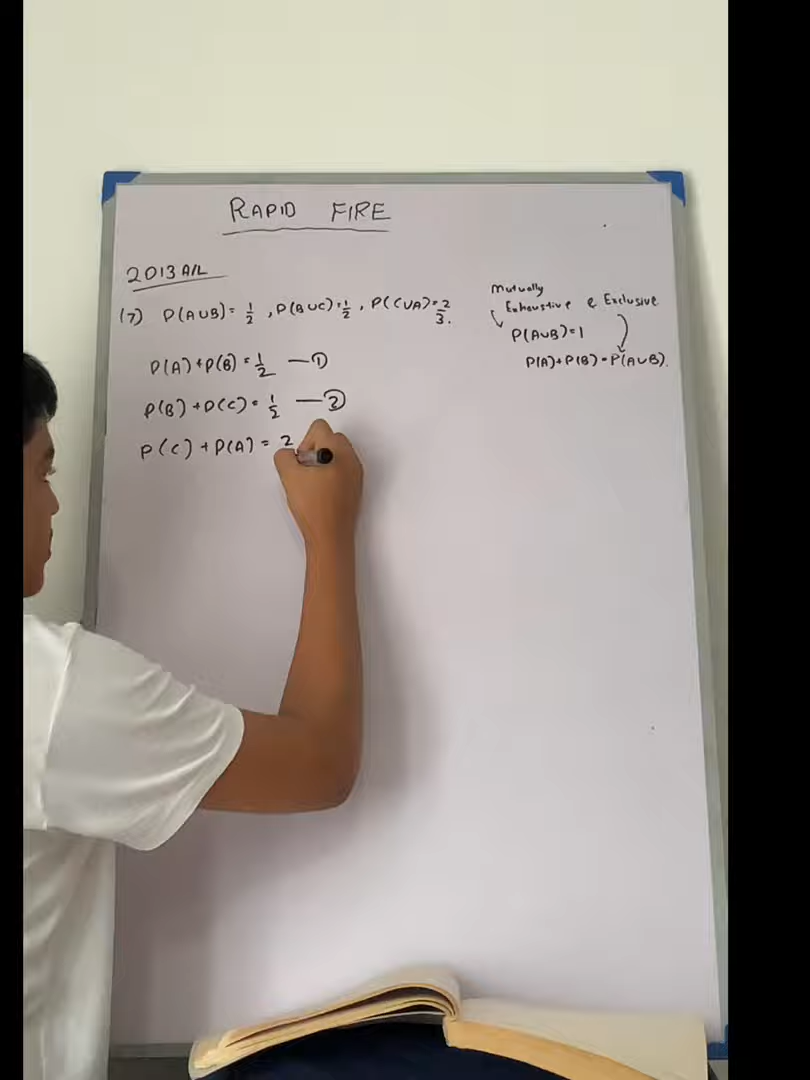 RAPID FIRE
2013 A/L
(7) P(A∪B) = 1/2 , P(B∪C) = 1/2 , P(C∪A) = 2/3.
P(A) + P(B) = 1/2 — ①
P(B) + P(C) = 1/2 — ②
P(C) + P(A) = 2
Mutually
Exhaustive & Exclusive
P(A∪B) = 1
P(A) + P(B) = P(A∪B).